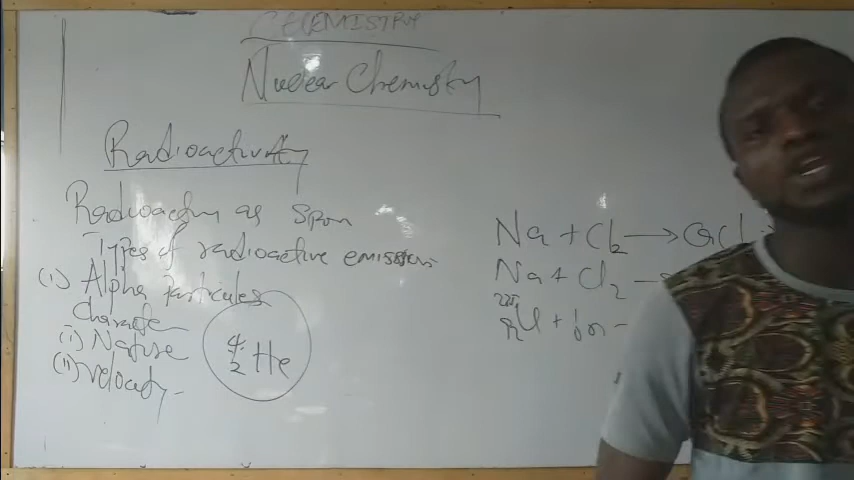 CHEMISTRY
Nuclear Chemistry
Radioactivity
Radioactivity as Spon
Types of radioactive emissions
(i) Alpha particles
Character
(i) Nature
(ii) Velocity
4
2 He
Na + Cl2 →
Na + Cl2
U + n